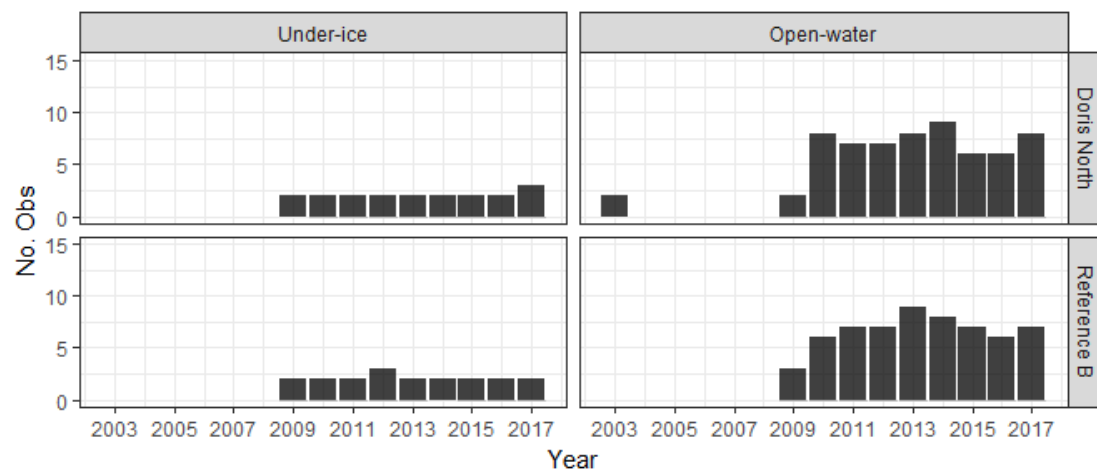 Under-ice Open-water
15
10
5
0
Doris North
15
10
5
0
Reference B
No. Obs
2003 2005 2007 2009 2011 2013 2015 2017 2003 2005 2007 2009 2011 2013 2015 2017
Year